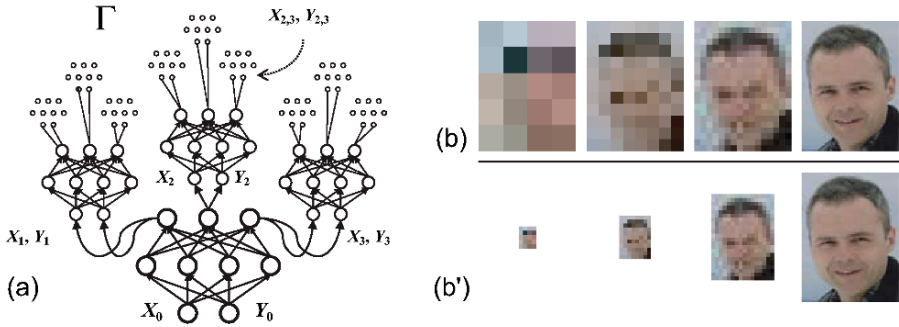 Γ
X2,3, Y2,3
X2 Y2
X1, Y1
X3, Y3
X0 Y0
(a)
(b)
(b')